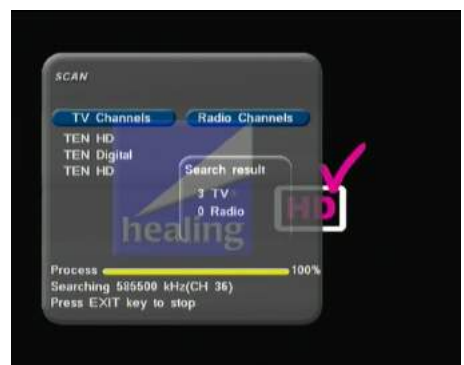 SCAN
TV Channels
Radio Channels
TEN HD
TEN Digital
TEN HD
Search result
3 TV
0 Radio
HD
healing
Process 100%
Searching 585500 kHz(CH 36)
Press EXIT key to stop